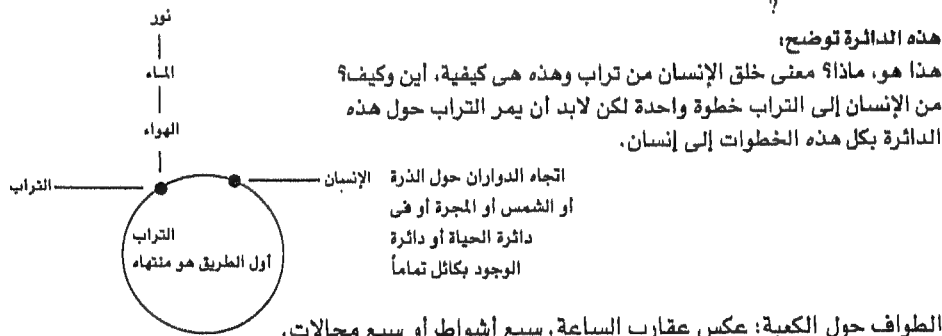 ؟
هذه الدائرة توضح:
هذا هو، ماذا؟ معنى خلق الإنسان من تراب وهذه هى كيفية، أين وكيف؟
من الإنسان إلى التراب خطوة واحدة لكن لابد أن يمر التراب حول هذه
الدائرة بكل هذه الخطوات إلى إنسان.
نور
الماء
الهواء
التراب
الإنسان
التراب
أول الطريق هو منتهاه
اتجاه الدوران حول الذرة
أو الشمس أو المجرة أو فى
دائرة الحياة أو دائرة
الوجود بكائل تماماً
الطواف حول الكعبة: عكس عقارب الساعة، سبع أشواط أو سبع مجالات.